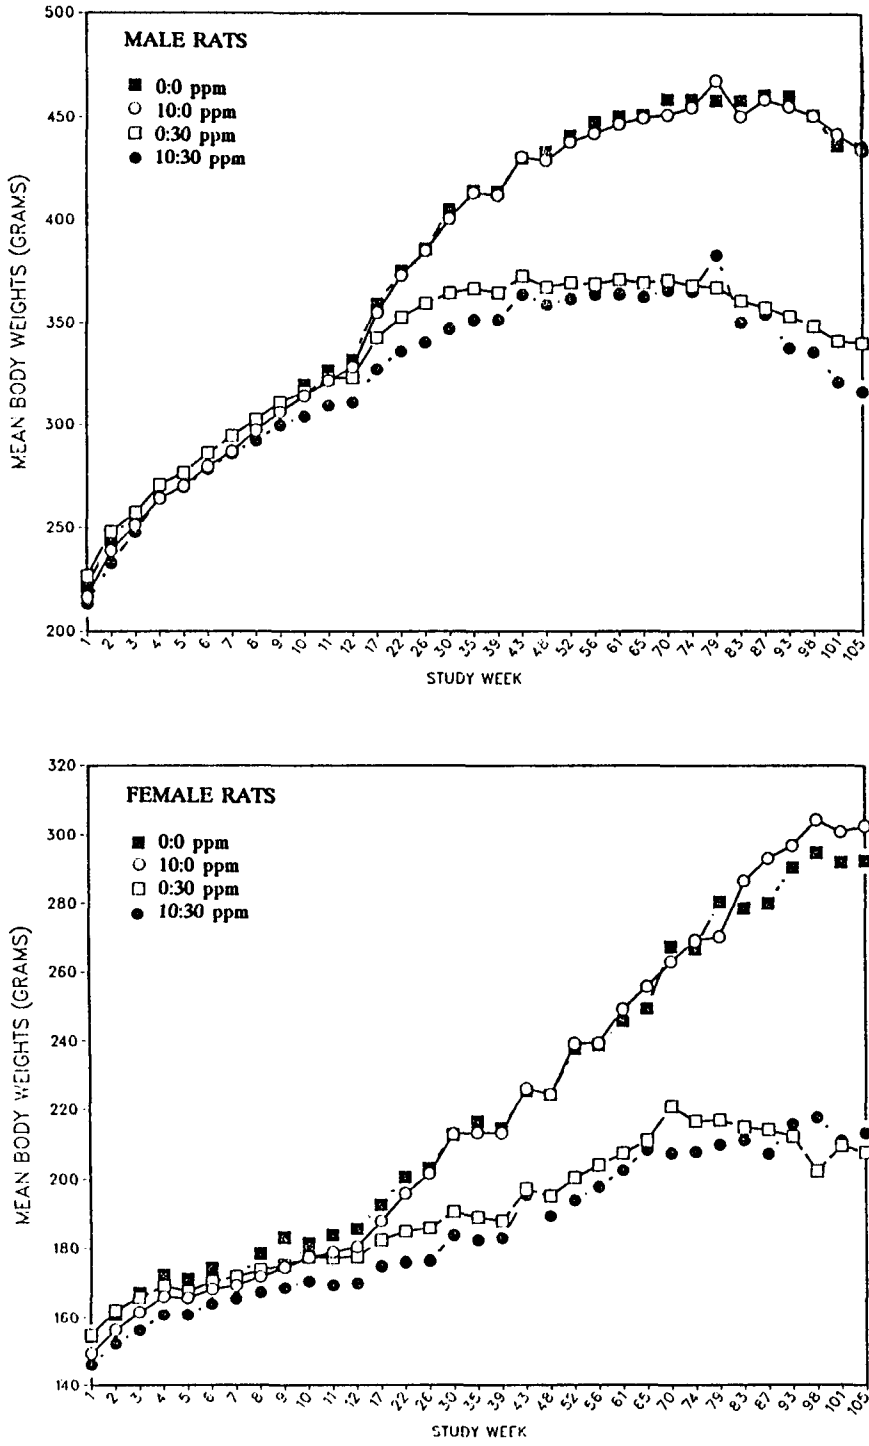 MALE RATS
0:0 ppm
10:0 ppm
0:30 ppm
10:30 ppm
MEAN BODY WEIGHTS (GRAMS)
500
450
400
350
300
250
200
1 2 3 4 5 6 7 8 9 10 11 12 17 22 26 30 35 39 43 48 52 56 61 65 70 74 79 83 87 93 98 101 105
STUDY WEEK
FEMALE RATS
0:0 ppm
10:0 ppm
0:30 ppm
10:30 ppm
MEAN BODY WEIGHTS (GRAMS)
320
300
280
260
240
220
200
180
160
140
1 2 3 4 5 6 7 8 9 10 11 12 17 22 26 30 35 39 43 48 52 56 61 65 70 74 79 83 87 93 98 101 105
STUDY WEEK